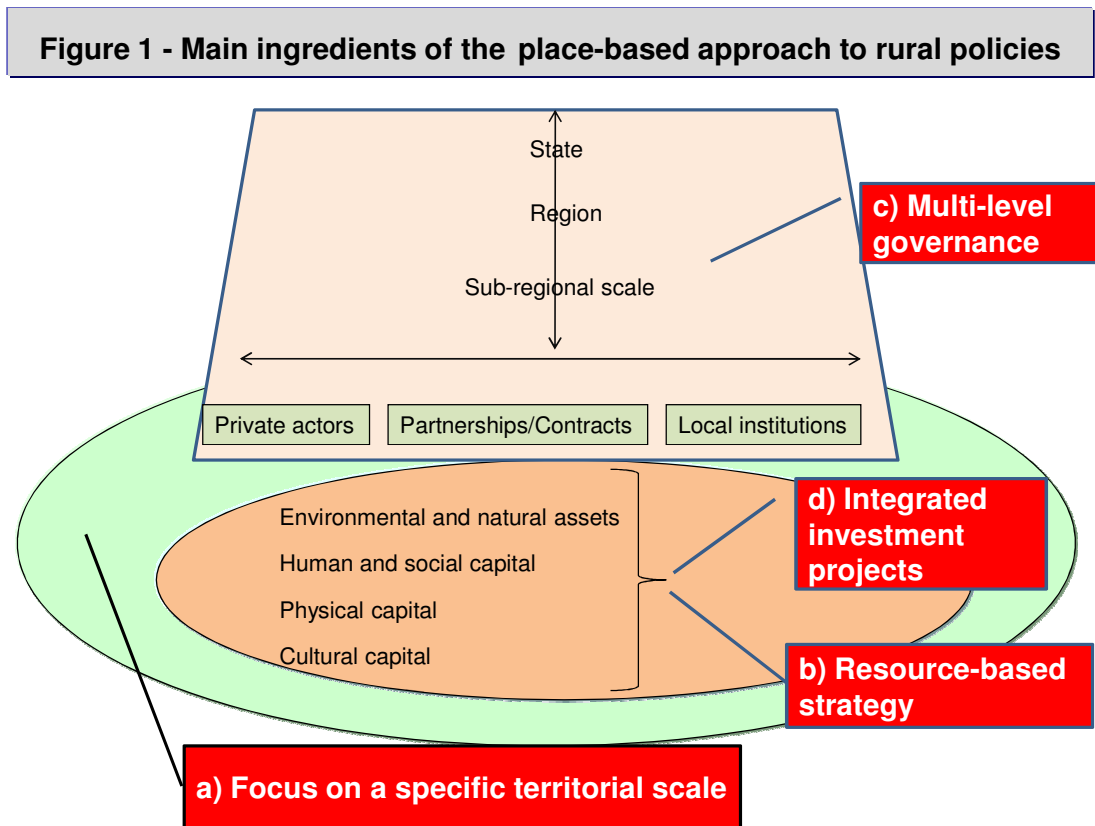 Figure 1 - Main ingredients of the place-based approach to rural policies
State
Region
c) Multi-level
governance
Sub-regional scale
Private actors
Partnerships/Contracts
Local institutions
Environmental and natural assets
Human and social capital
Physical capital
Cultural capital
d) Integrated
investment
projects
b) Resource-based
strategy
a) Focus on a specific territorial scale